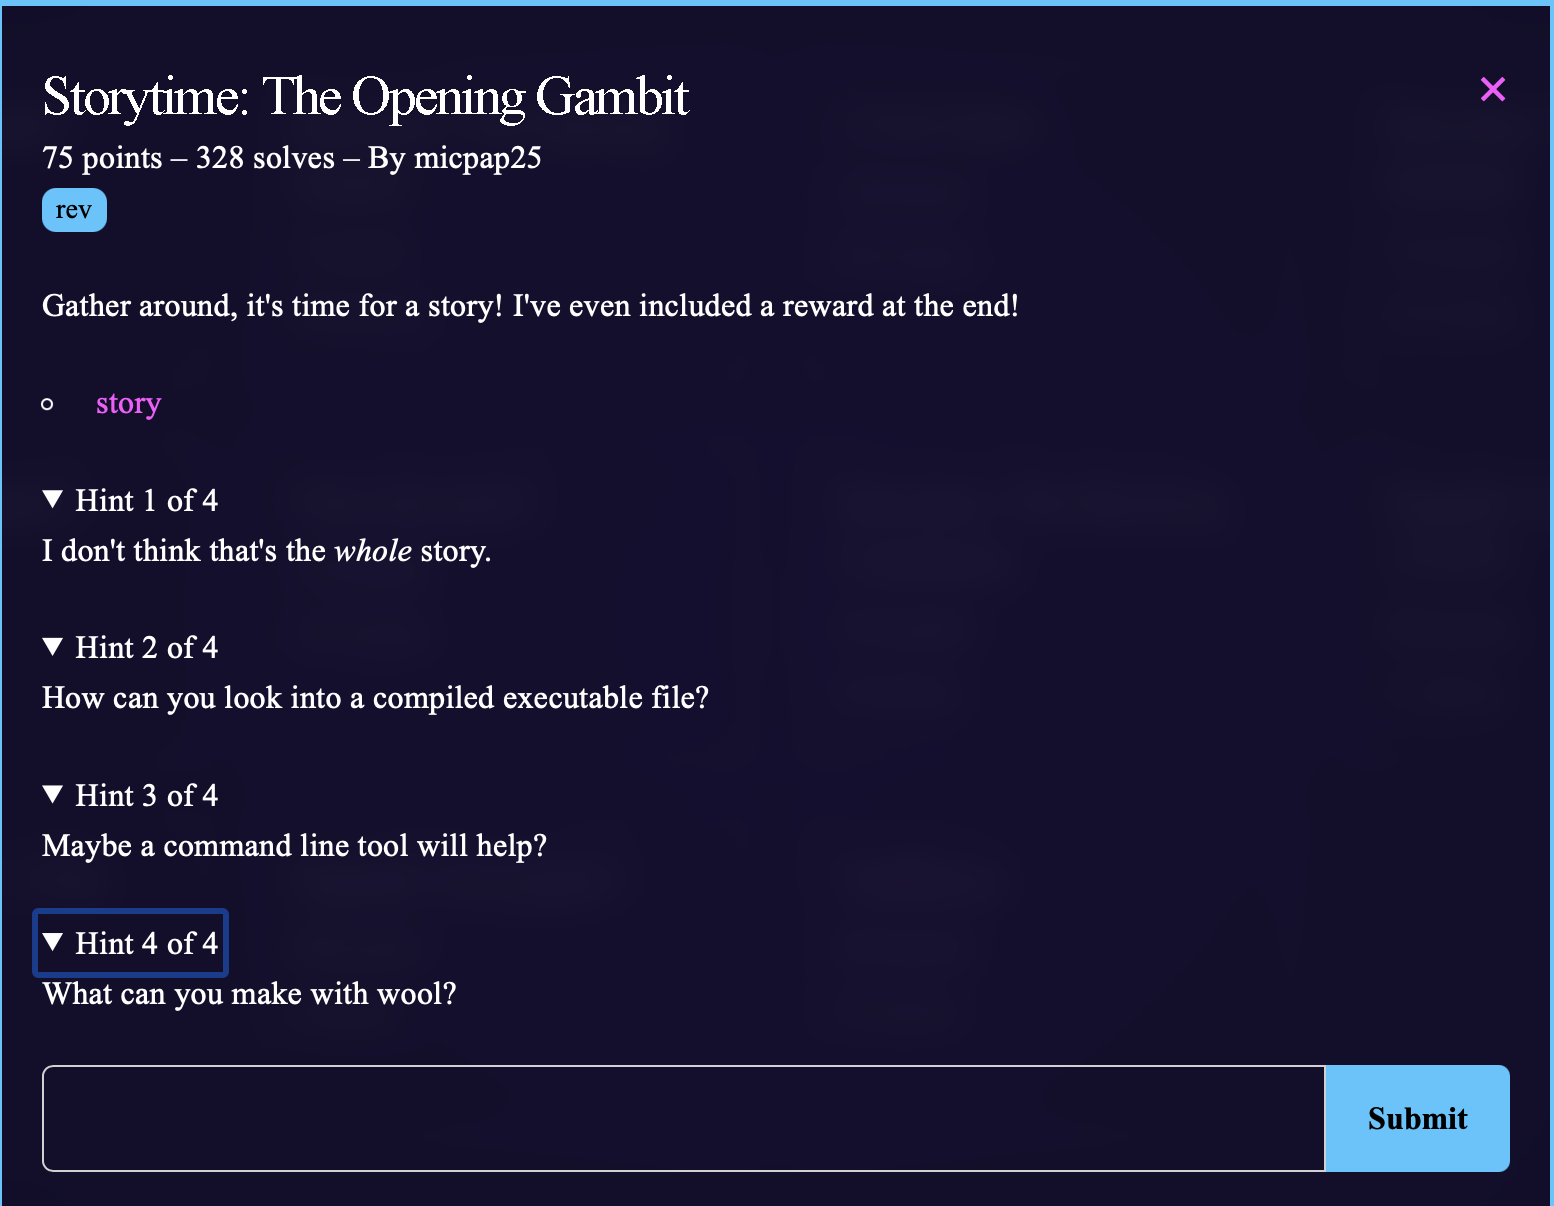 Storytime: The Opening Gambit
75 points – 328 solves – By micpap25
rev
Gather around, it's time for a story! I've even included a reward at the end!
story
Hint 1 of 4
I don't think that's the whole story.
Hint 2 of 4
How can you look into a compiled executable file?
Hint 3 of 4
Maybe a command line tool will help?
Hint 4 of 4
What can you make with wool?
Submit